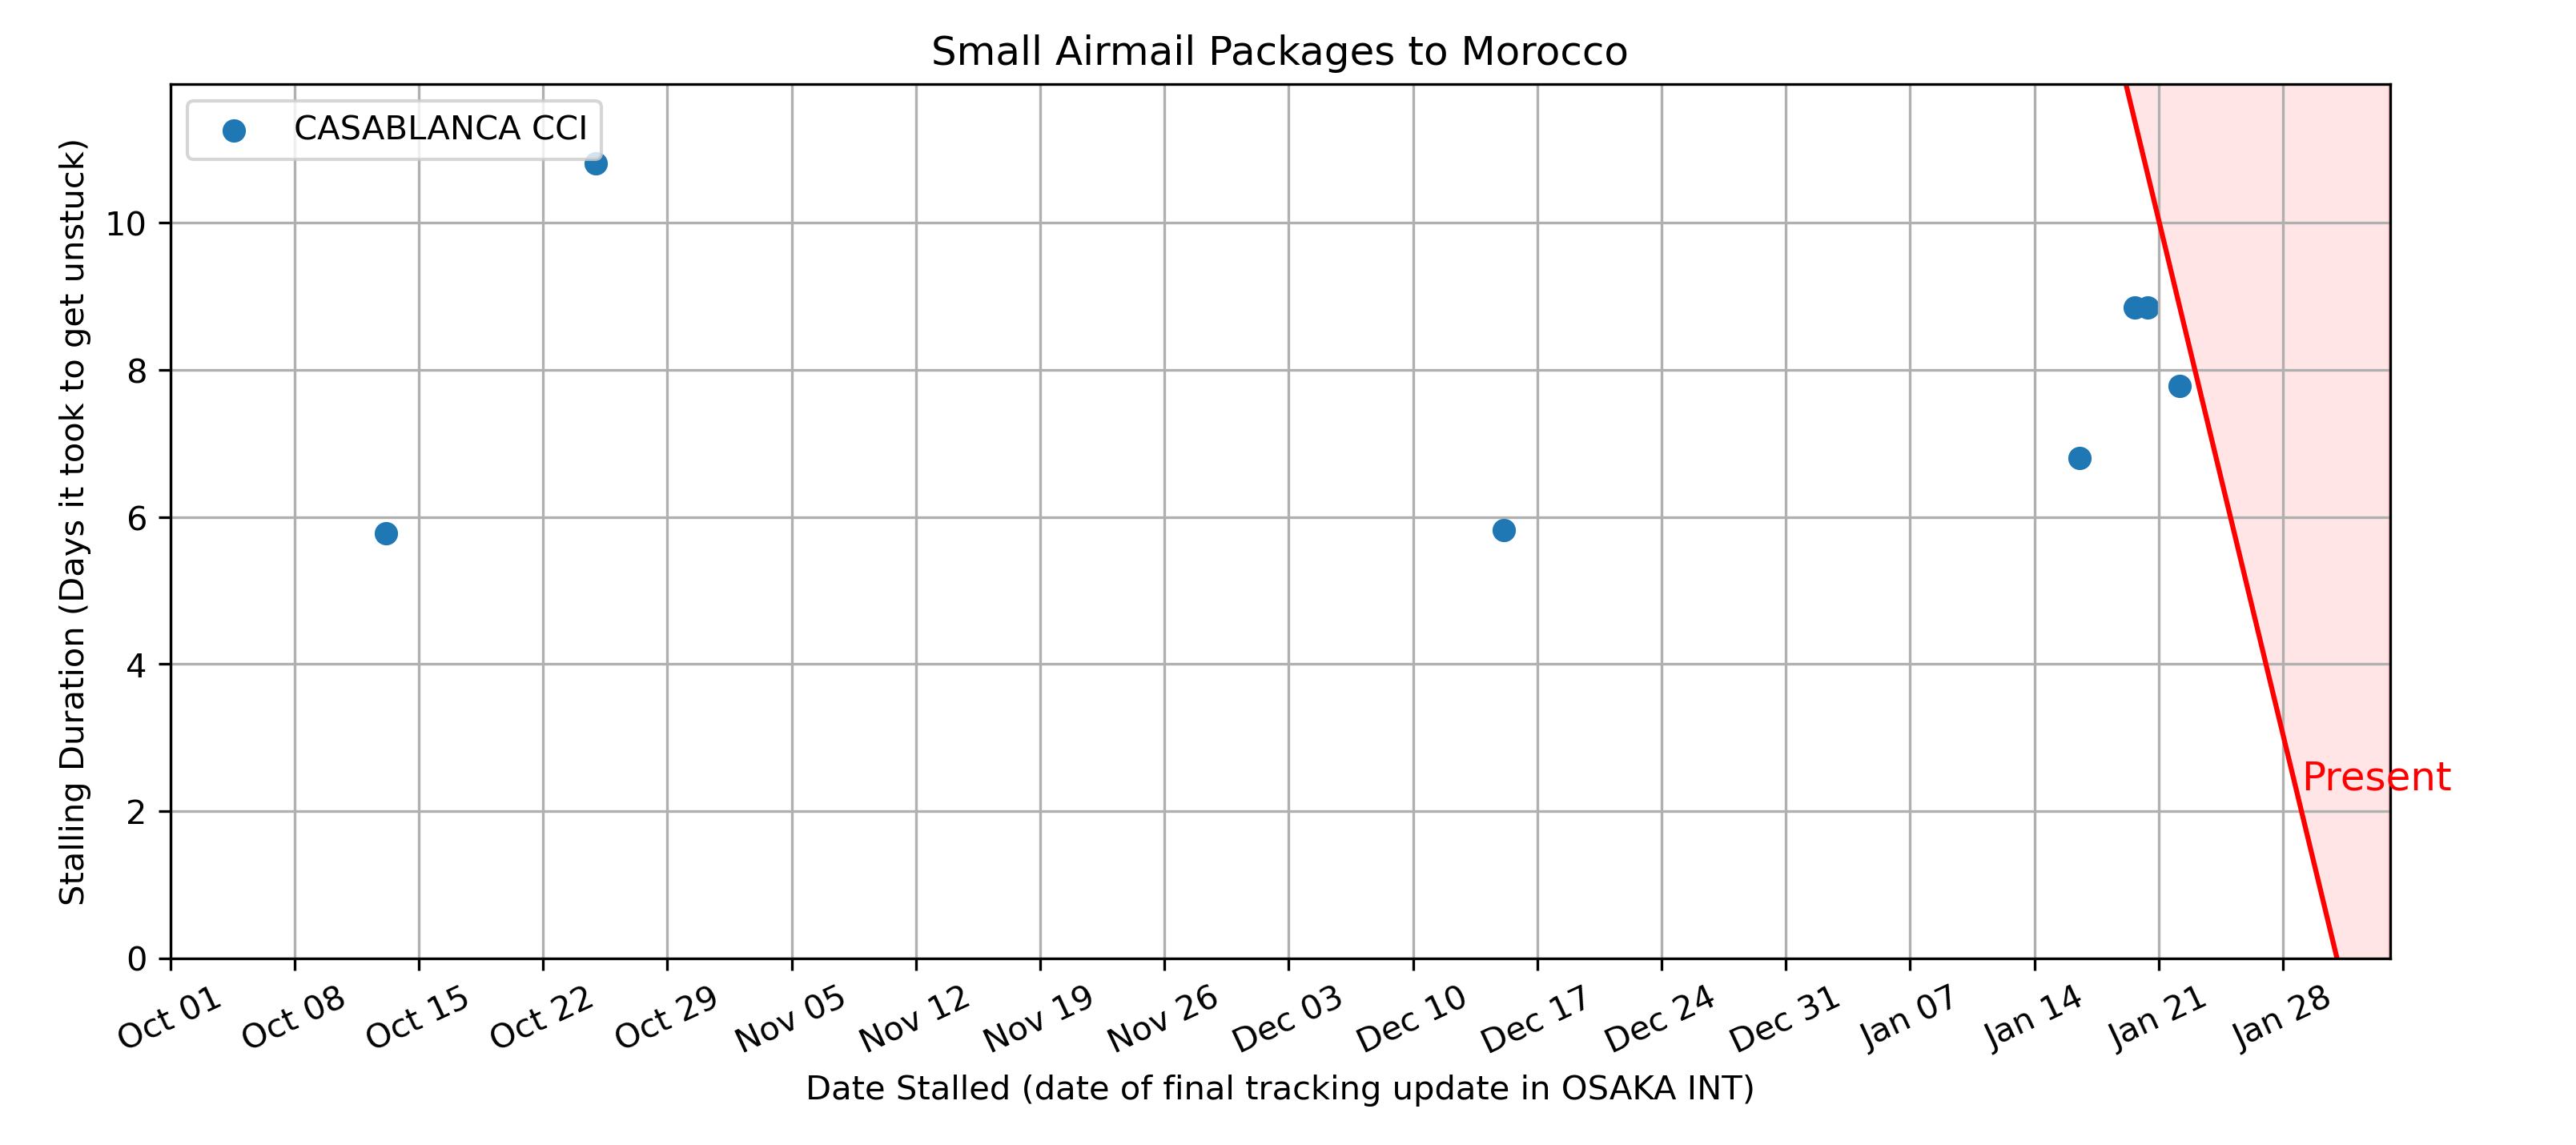 Small Airmail Packages to Morocco
CASABLANCA CCI
Stalling Duration (Days it took to get unstuck)
10
8
6
4
2
0
Present
Oct 01 Oct 08 Oct 15 Oct 22 Oct 29 Nov 05 Nov 12 Nov 19 Nov 26 Dec 03 Dec 10 Dec 17 Dec 24 Dec 31 Jan 07 Jan 14 Jan 21 Jan 28
Date Stalled (date of final tracking update in OSAKA INT)